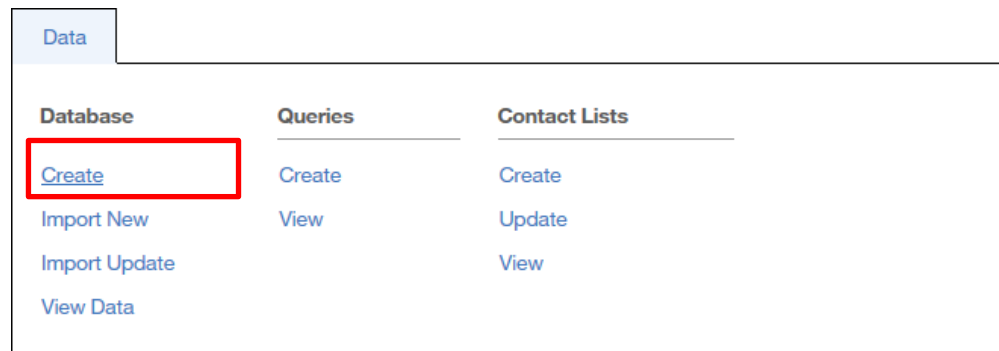 Data
Database
Queries
Contact Lists
Create
Create
Create
Import New
View
Update
Import Update
View
View Data